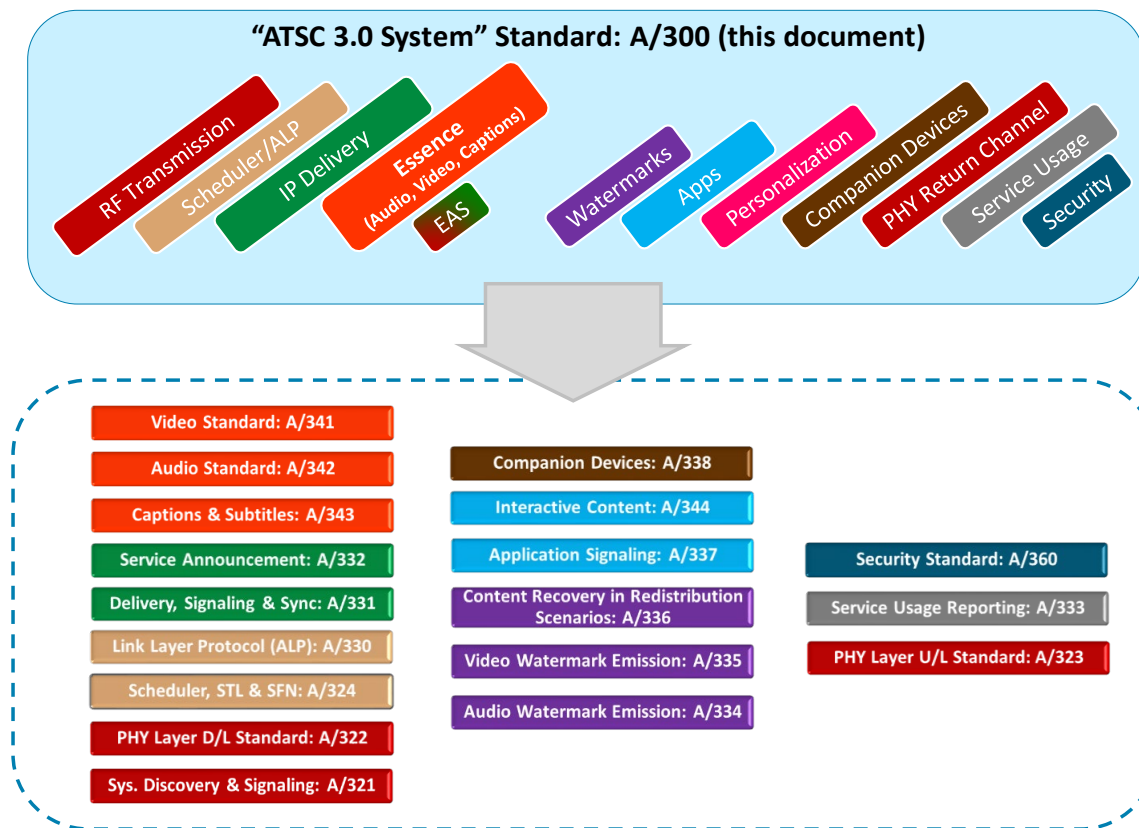 “ATSC 3.0 System” Standard: A/300 (this document)
RF Transmission
Scheduler/ALP
IP Delivery
Essence
(Audio, Video, Captions)
EAS
Watermarks
Apps
Personalization
Companion Devices
PHY Return Channel
Service Usage
Security
Video Standard: A/341
Audio Standard: A/342
Captions & Subtitles: A/343
Service Announcement: A/332
Delivery, Signaling & Sync: A/331
Link Layer Protocol (ALP): A/330
Scheduler, STL & SFN: A/324
PHY Layer D/L Standard: A/322
Sys. Discovery & Signaling: A/321
Companion Devices: A/338
Interactive Content: A/344
Application Signaling: A/337
Content Recovery in Redistribution
Scenarios: A/336
Video Watermark Emission: A/335
Audio Watermark Emission: A/334
Security Standard: A/360
Service Usage Reporting: A/333
PHY Layer U/L Standard: A/323